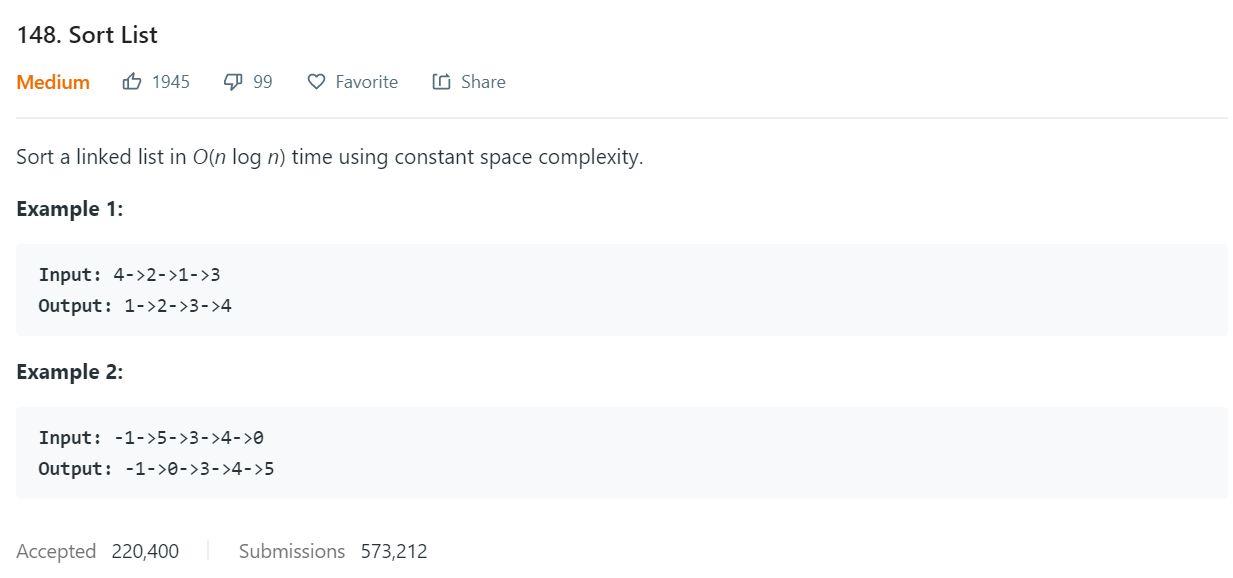 148. Sort List
Medium 1945 99 Favorite Share
Sort a linked list in O(n log n) time using constant space complexity.
Example 1:
Input: 4->2->1->3
Output: 1->2->3->4
Example 2:
Input: -1->5->3->4->0
Output: -1->0->3->4->5
Accepted 220,400 Submissions 573,212